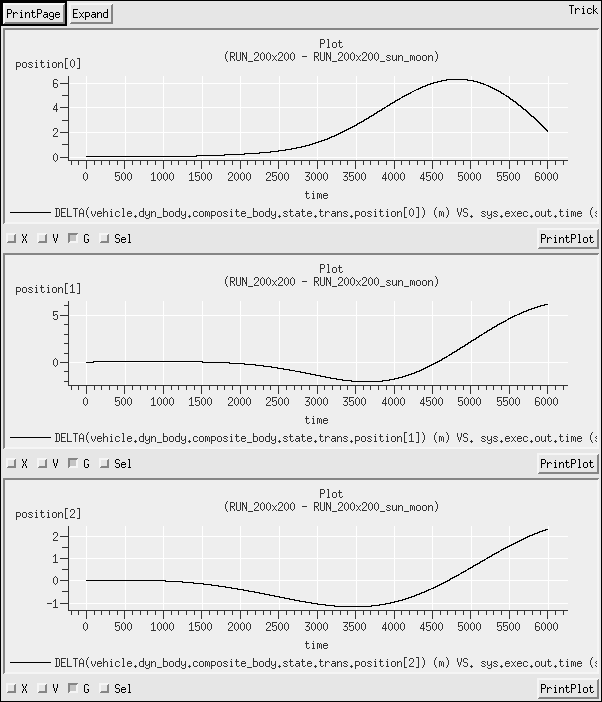 PrintPage Expand Trick
Plot
(RUN_200x200 - RUN_200x200_sun_moon)
position[0]
6
4
2
0
0 500 1000 1500 2000 2500 3000 3500 4000 4500 5000 5500 6000
time
DELTA(vehicle.dyn_body.composite_body.state.trans.position[0]) (m) VS. sys.exec.out.time (s
X V G Sel PrintPlot
Plot
(RUN_200x200 - RUN_200x200_sun_moon)
position[1]
5
0
0 500 1000 1500 2000 2500 3000 3500 4000 4500 5000 5500 6000
time
DELTA(vehicle.dyn_body.composite_body.state.trans.position[1]) (m) VS. sys.exec.out.time (s
X V G Sel PrintPlot
Plot
(RUN_200x200 - RUN_200x200_sun_moon)
position[2]
2
1
0
-1
0 500 1000 1500 2000 2500 3000 3500 4000 4500 5000 5500 6000
time
DELTA(vehicle.dyn_body.composite_body.state.trans.position[2]) (m) VS. sys.exec.out.time (s
X V G Sel PrintPlot